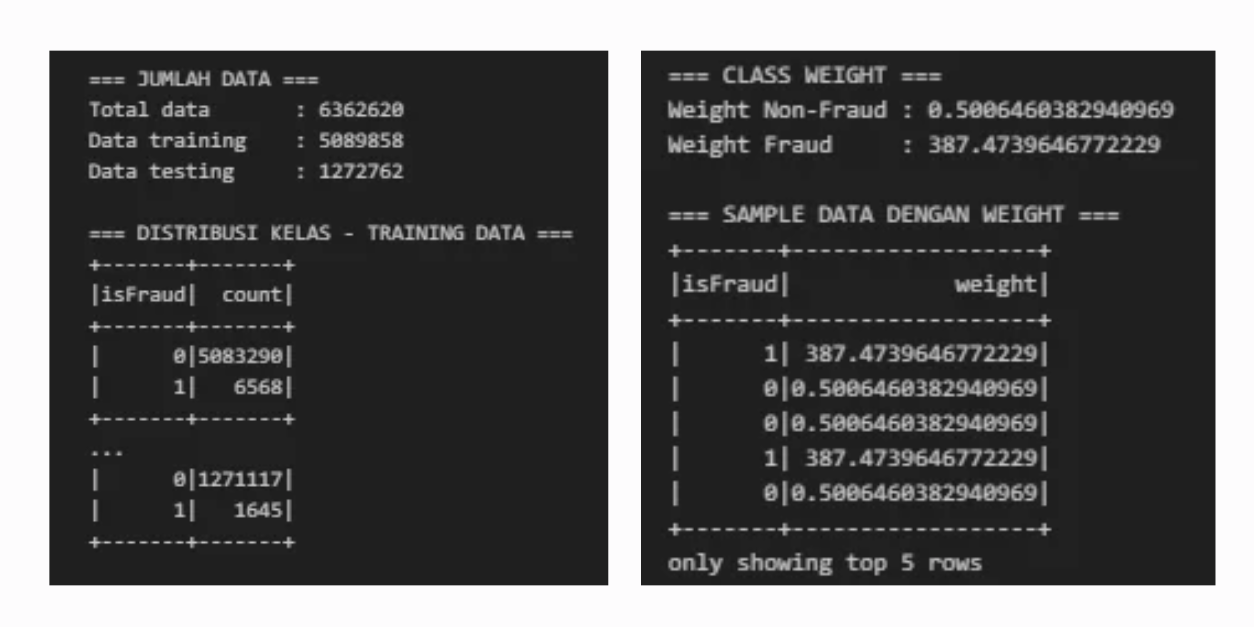 === JUMLAH DATA ===
Total data       : 6362620
Data training    : 5089858
Data testing     : 1272762
=== DISTRIBUSI KELAS - TRAINING DATA ===
+-------+-------+
|isFraud|  count|
+-------+-------+
|      0|5083290|
|      1|   6568|
+-------+-------+
...
|      0|1271117|
|      1|   1645|
+-------+-------+
=== CLASS WEIGHT ===
Weight Non-Fraud : 0.5006460382940969
Weight Fraud     : 387.4739646772229
=== SAMPLE DATA DENGAN WEIGHT ===
+-------+------------------+
|isFraud|            weight|
+-------+------------------+
|      1| 387.4739646772229|
|      0|0.5006460382940969|
|      0|0.5006460382940969|
|      1| 387.4739646772229|
|      0|0.5006460382940969|
+-------+------------------+
only showing top 5 rows